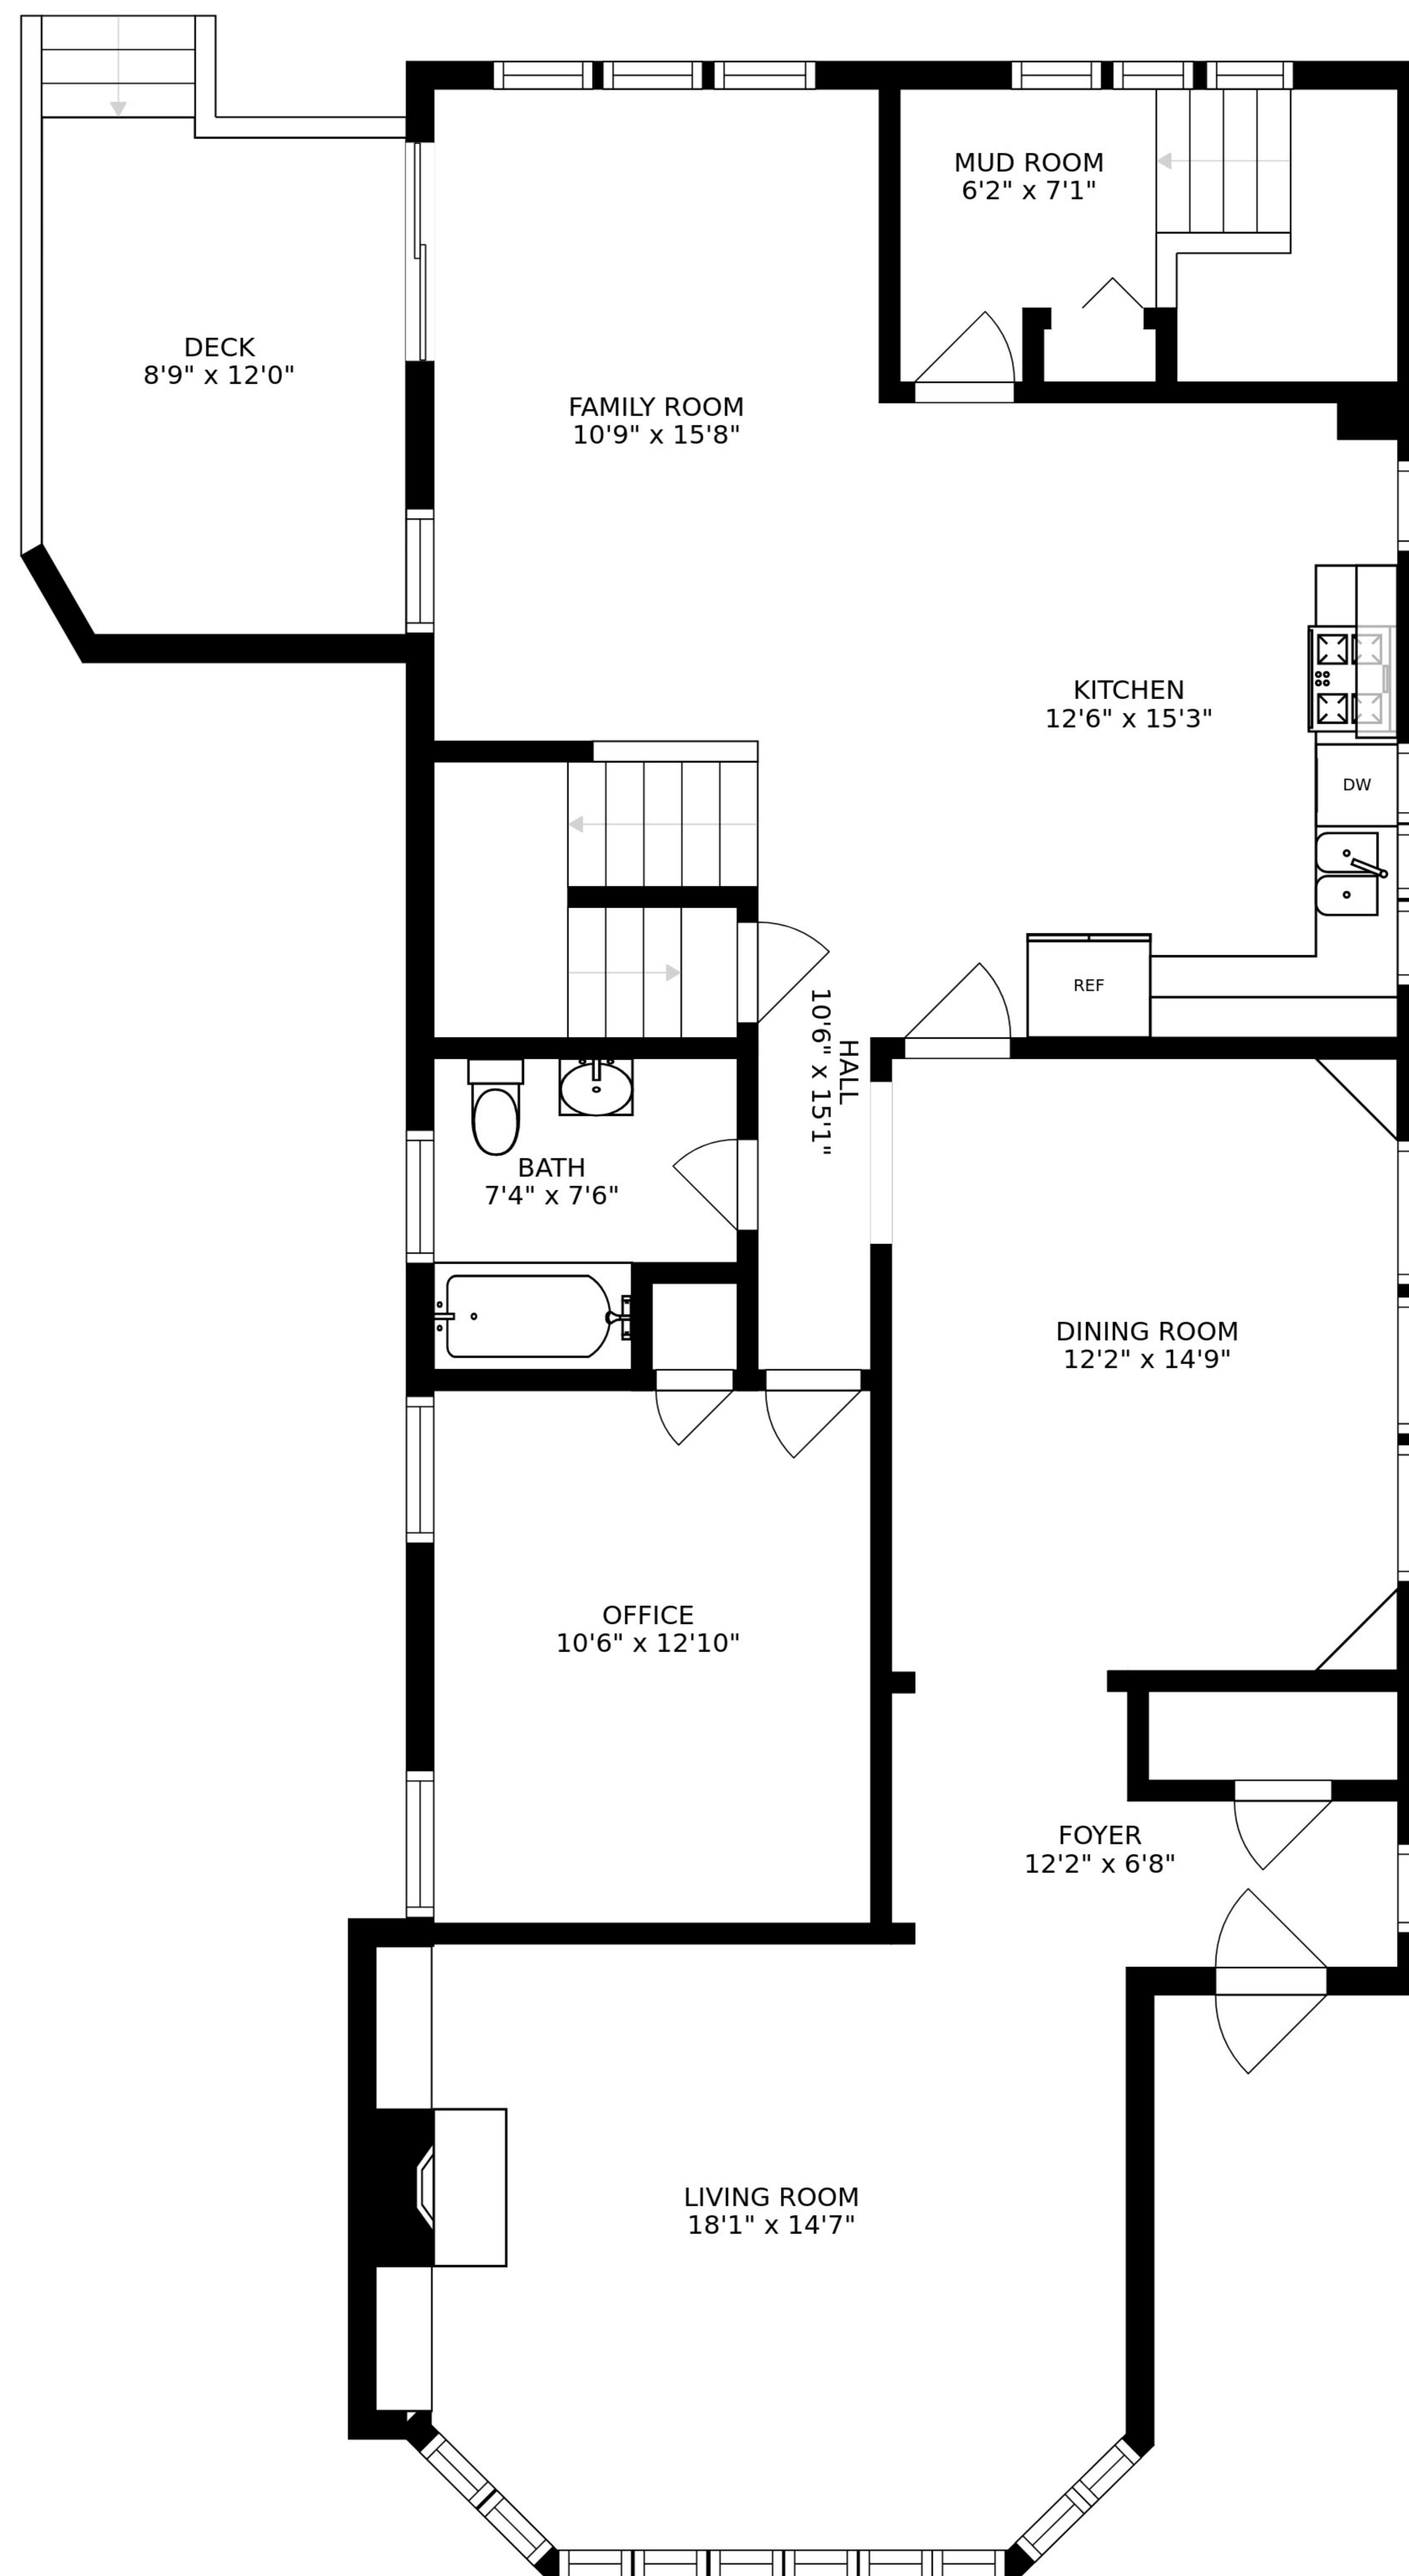 MUD ROOM
6'2" x 7'1"
DECK
8'9" x 12'0"
FAMILY ROOM
10'9" x 15'8"
KITCHEN
12'6" x 15'3"
DW
REF
HALL
10'6" x 15'1"
BATH
7'4" x 7'6"
DINING ROOM
12'2" x 14'9"
OFFICE
10'6" x 12'10"
FOYER
12'2" x 6'8"
LIVING ROOM
18'1" x 14'7"